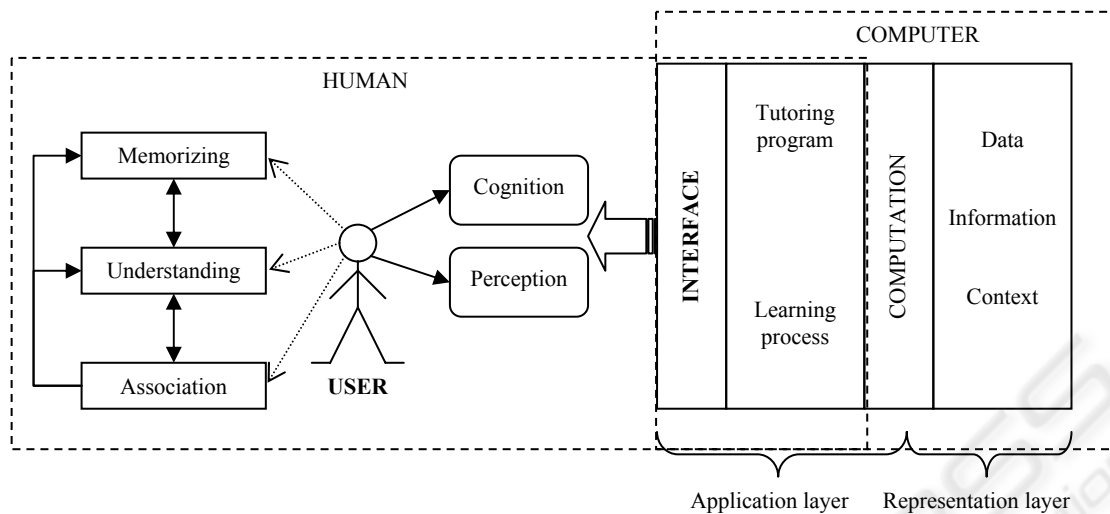 COMPUTER
HUMAN
Memorizing
Understanding
Association
USER
Cognition
Perception
INTERFACE
Tutoring
program
Learning
process
COMPUTATION
Data
Information
Context
Application layer
Representation layer